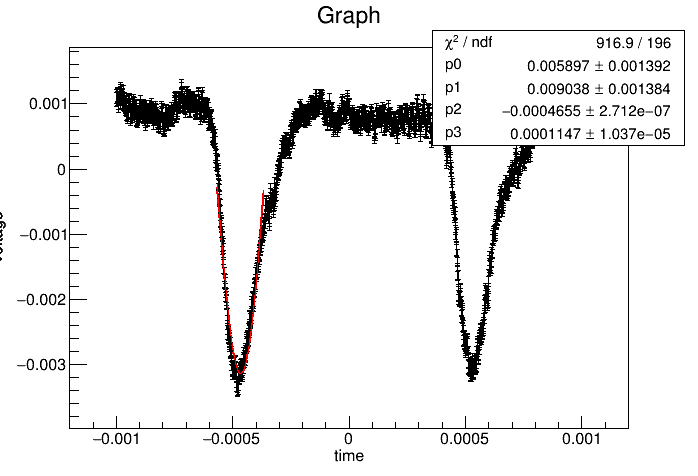 Graph
χ² / ndf 916.9 / 196
p0 0.005897 ± 0.001392
p1 0.009038 ± 0.001384
p2 −0.0004655 ± 2.712e−07
p3 0.0001147 ± 1.037e−05
0.001
0
−0.001
−0.002
−0.003
−0.001 −0.0005 0 0.0005 0.001
time